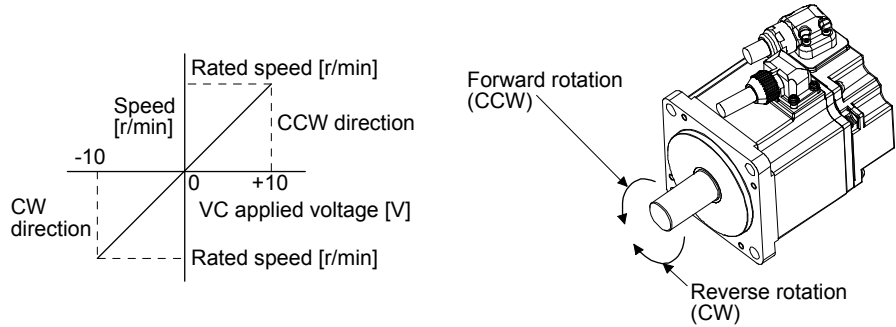 Rated speed [r/min]
Speed
[r/min]
CCW direction
-10
0
+10
CW
direction
VC applied voltage [V]
Rated speed [r/min]
Forward rotation
(CCW)
Reverse rotation
(CW)